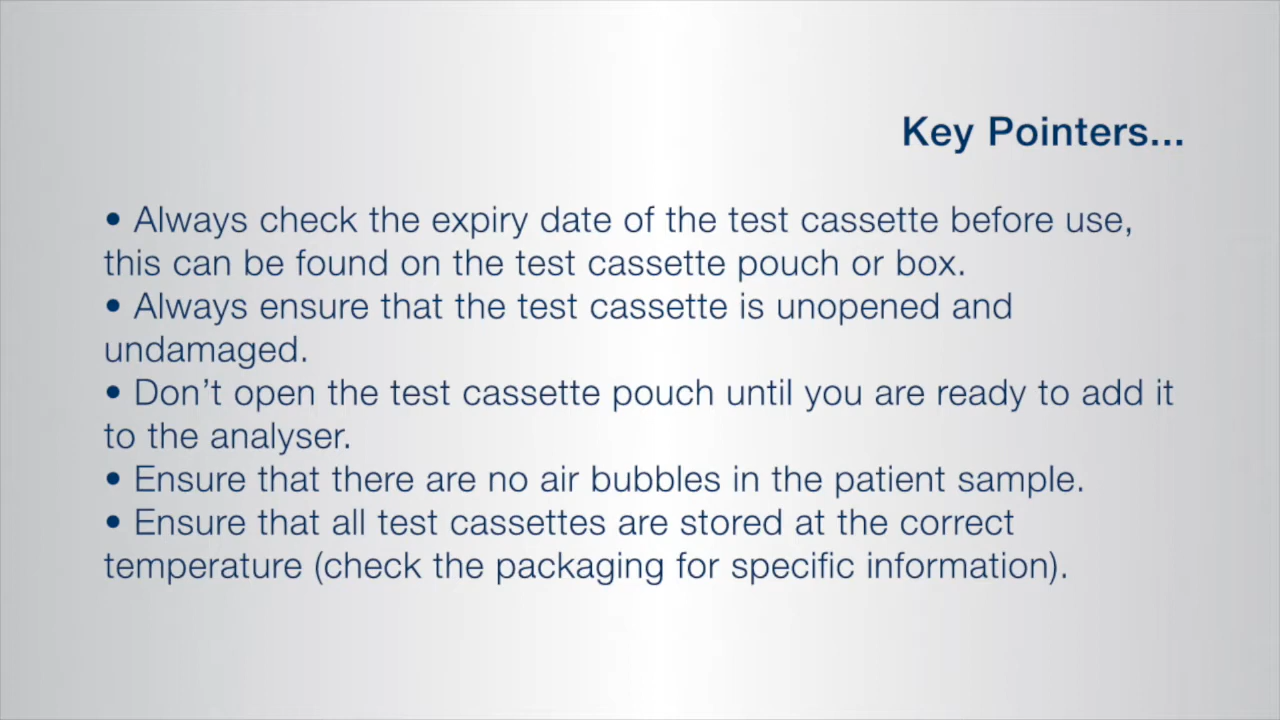 Key Pointers...
• Always check the expiry date of the test cassette before use,
this can be found on the test cassette pouch or box.
• Always ensure that the test cassette is unopened and
undamaged.
• Don’t open the test cassette pouch until you are ready to add it
to the analyser.
• Ensure that there are no air bubbles in the patient sample.
• Ensure that all test cassettes are stored at the correct
temperature (check the packaging for specific information).